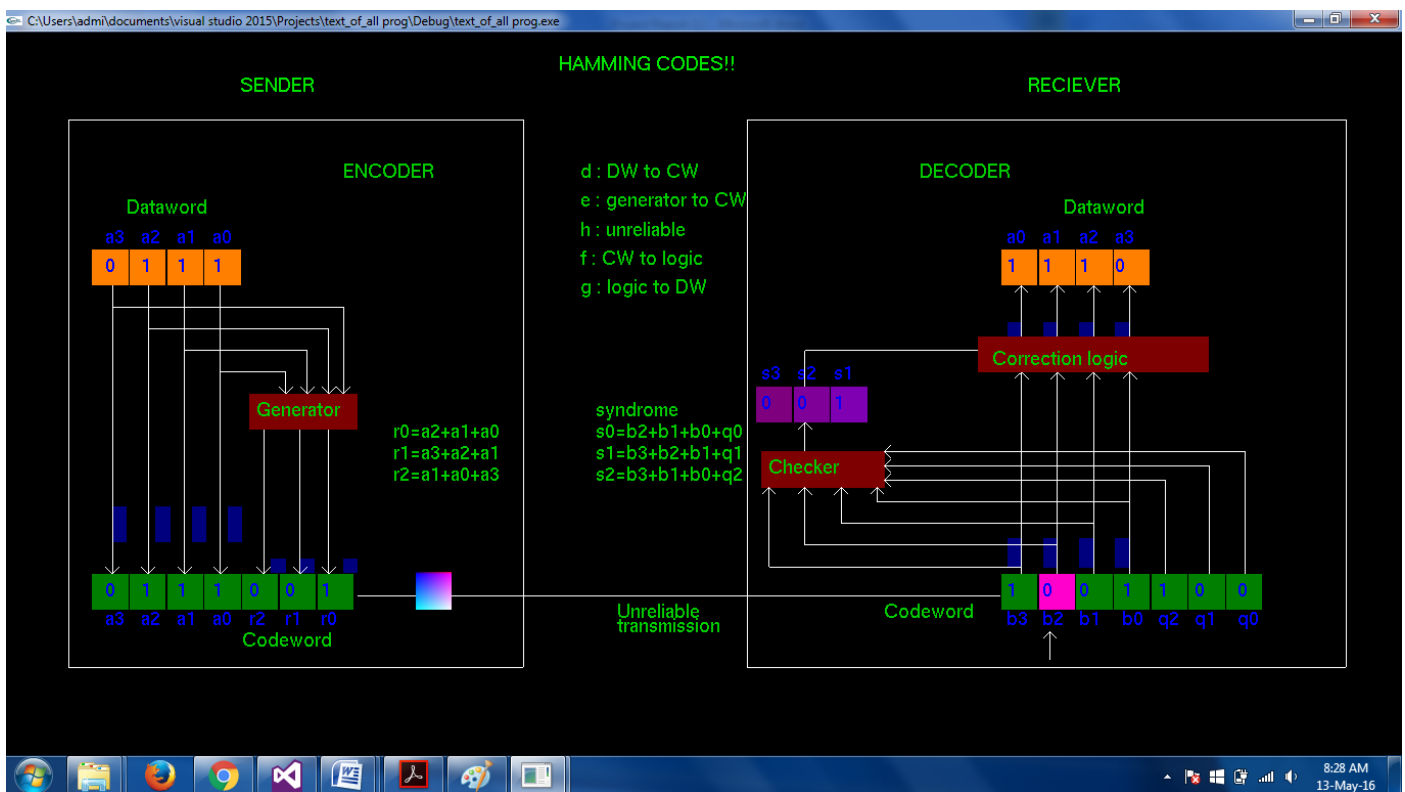 C:\Users\admi\documents\visual studio 2015\Projects\text_of_all prog\Debug\text_of_all prog.exe
HAMMING CODES!!
SENDER
RECIEVER
ENCODER
Dataword
a3 a2 a1 a0
0 1 1 1
Generator
r0=a2+a1+a0
r1=a3+a2+a1
r2=a1+a0+a3
0 1 1 1 0 0 1
a3 a2 a1 a0 r2 r1 r0
Codeword
d : DW to CW
e : generator to CW
h : unreliable
f : CW to logic
g : logic to DW
syndrome
s0=b2+b1+b0+q0
s1=b3+b2+b1+q1
s2=b3+b1+b0+q2
Unreliable
transmission
DECODER
Dataword
a0 a1 a2 a3
1 1 1 0
Correction logic
s3 s2 s1
0 0 1
Checker
Codeword
1 0 0 1 1 0 0
b3 b2 b1 b0 q2 q1 q0
8:28 AM
13-May-16